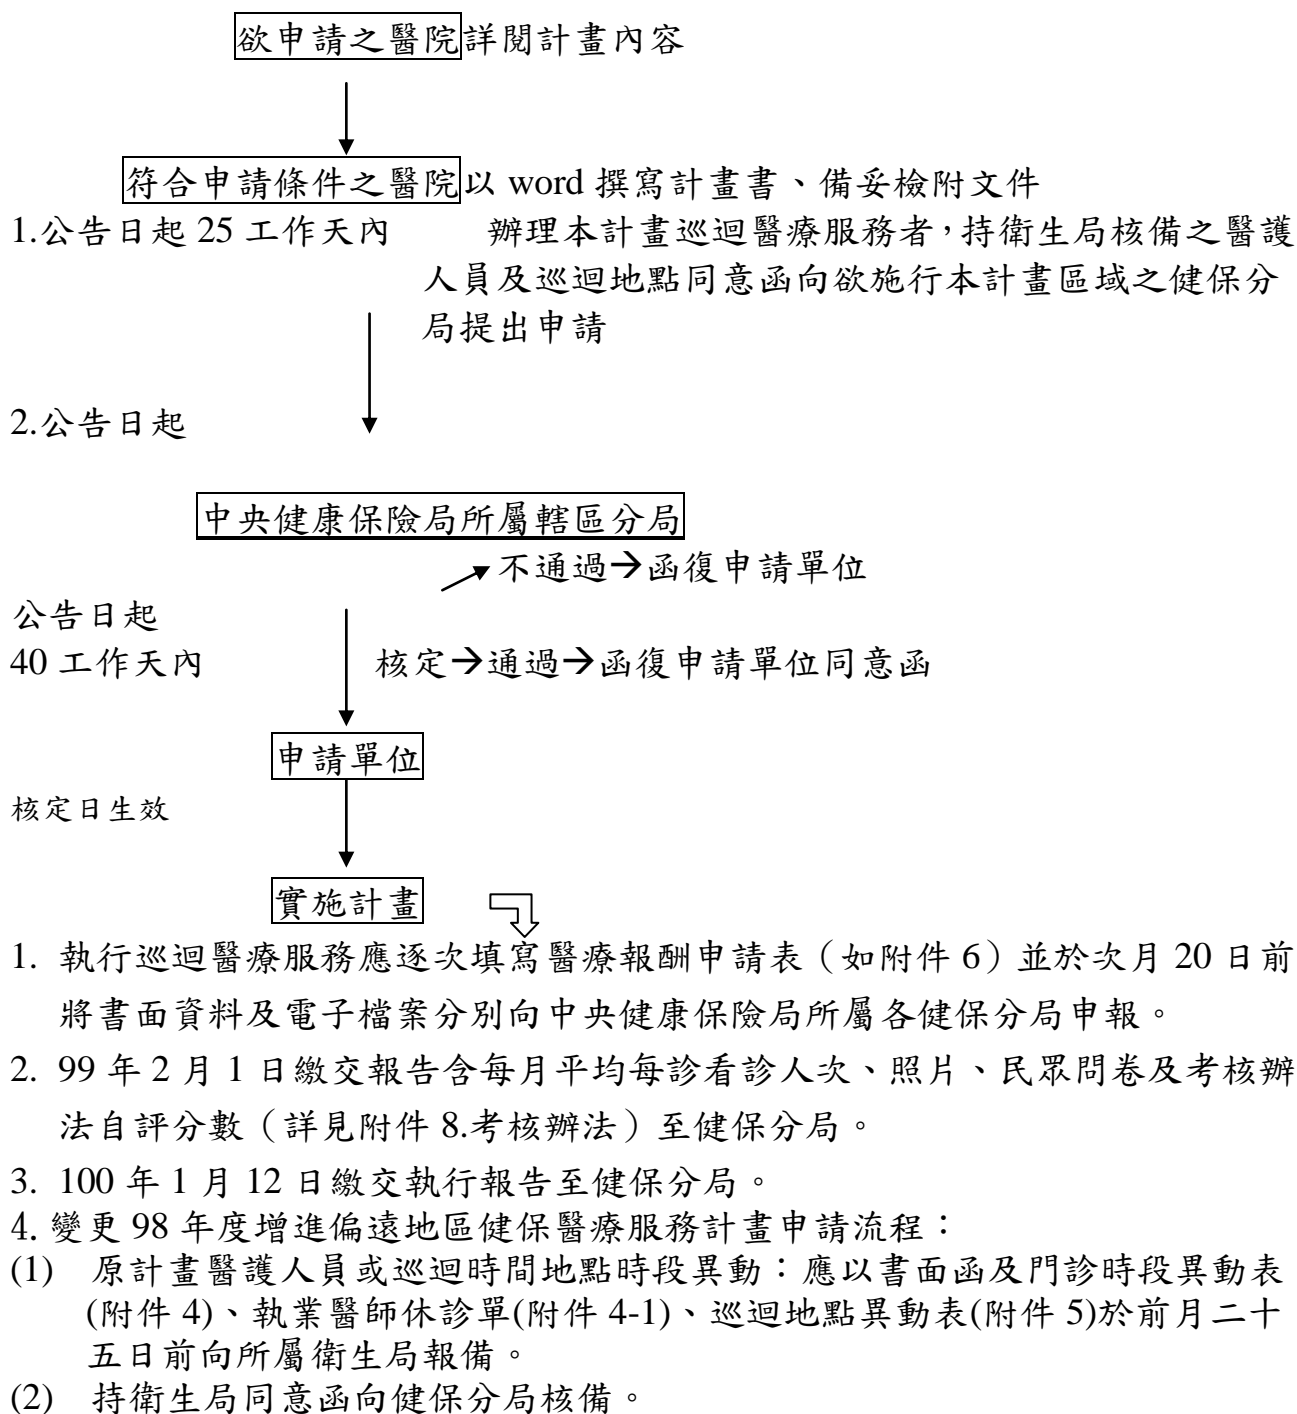 欲申請之醫院詳閱計畫內容
符合申請條件之醫院以 word 撰寫計畫書、備妥檢附文件
1.公告日起 25 工作天內 辦理本計畫巡迴醫療服務者，持衛生局核備之醫護
人員及巡迴地點同意函向欲施行本計畫區域之健保分
局提出申請
2.公告日起
中央健康保險局所屬轄區分局
不通過→函復申請單位
公告日起
40 工作天內 核定→通過→函復申請單位同意函
申請單位
核定日生效
實施計畫
1. 執行巡迴醫療服務應逐次填寫醫療報酬申請表（如附件 6）並於次月 20 日前
將書面資料及電子檔案分別向中央健康保險局所屬各健保分局申報。
2. 99 年 2 月 1 日繳交報告含每月平均每診看診人次、照片、民眾問卷及考核辦
法自評分數（詳見附件 8.考核辦法）至健保分局。
3. 100 年 1 月 12 日繳交執行報告至健保分局。
4. 變更 98 年度增進偏遠地區健保醫療服務計畫申請流程：
(1) 原計畫醫護人員或巡迴時間地點時段異動：應以書面函及門診時段異動表
(附件 4)、執業醫師休診單(附件 4-1)、巡迴地點異動表(附件 5)於前月二十
五日前向所屬衛生局報備。
(2) 持衛生局同意函向健保分局核備。